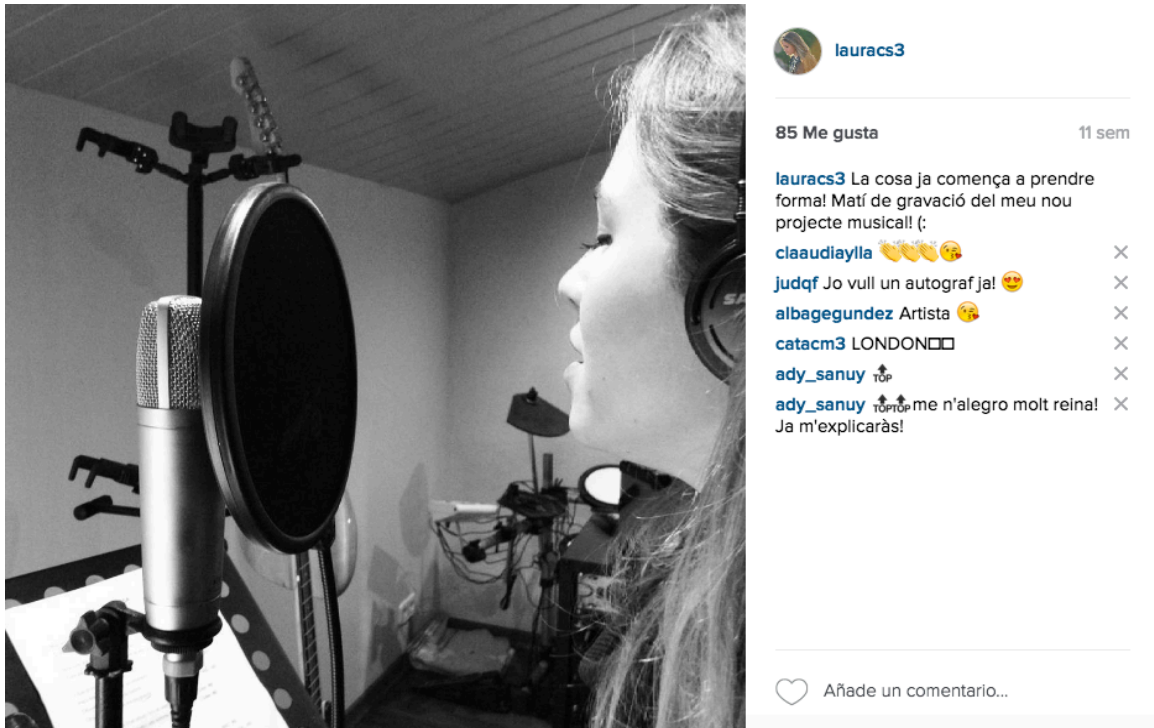 lauracs3
85 Me gusta 11 sem
lauracs3 La cosa ja comença a prendre
forma! Matí de gravació del meu nou
projecte musical! (:
claaudiaylla 👏👏👏😘
judqf Jo vull un autograf ja! 😍
albagegundez Artista 😘
catacm3 LONDON□□
ady_sanuy 🔝
ady_sanuy 🔝🔝me n'alegro molt reina!
Ja m'explicaràs!
Añade un comentario...
SA